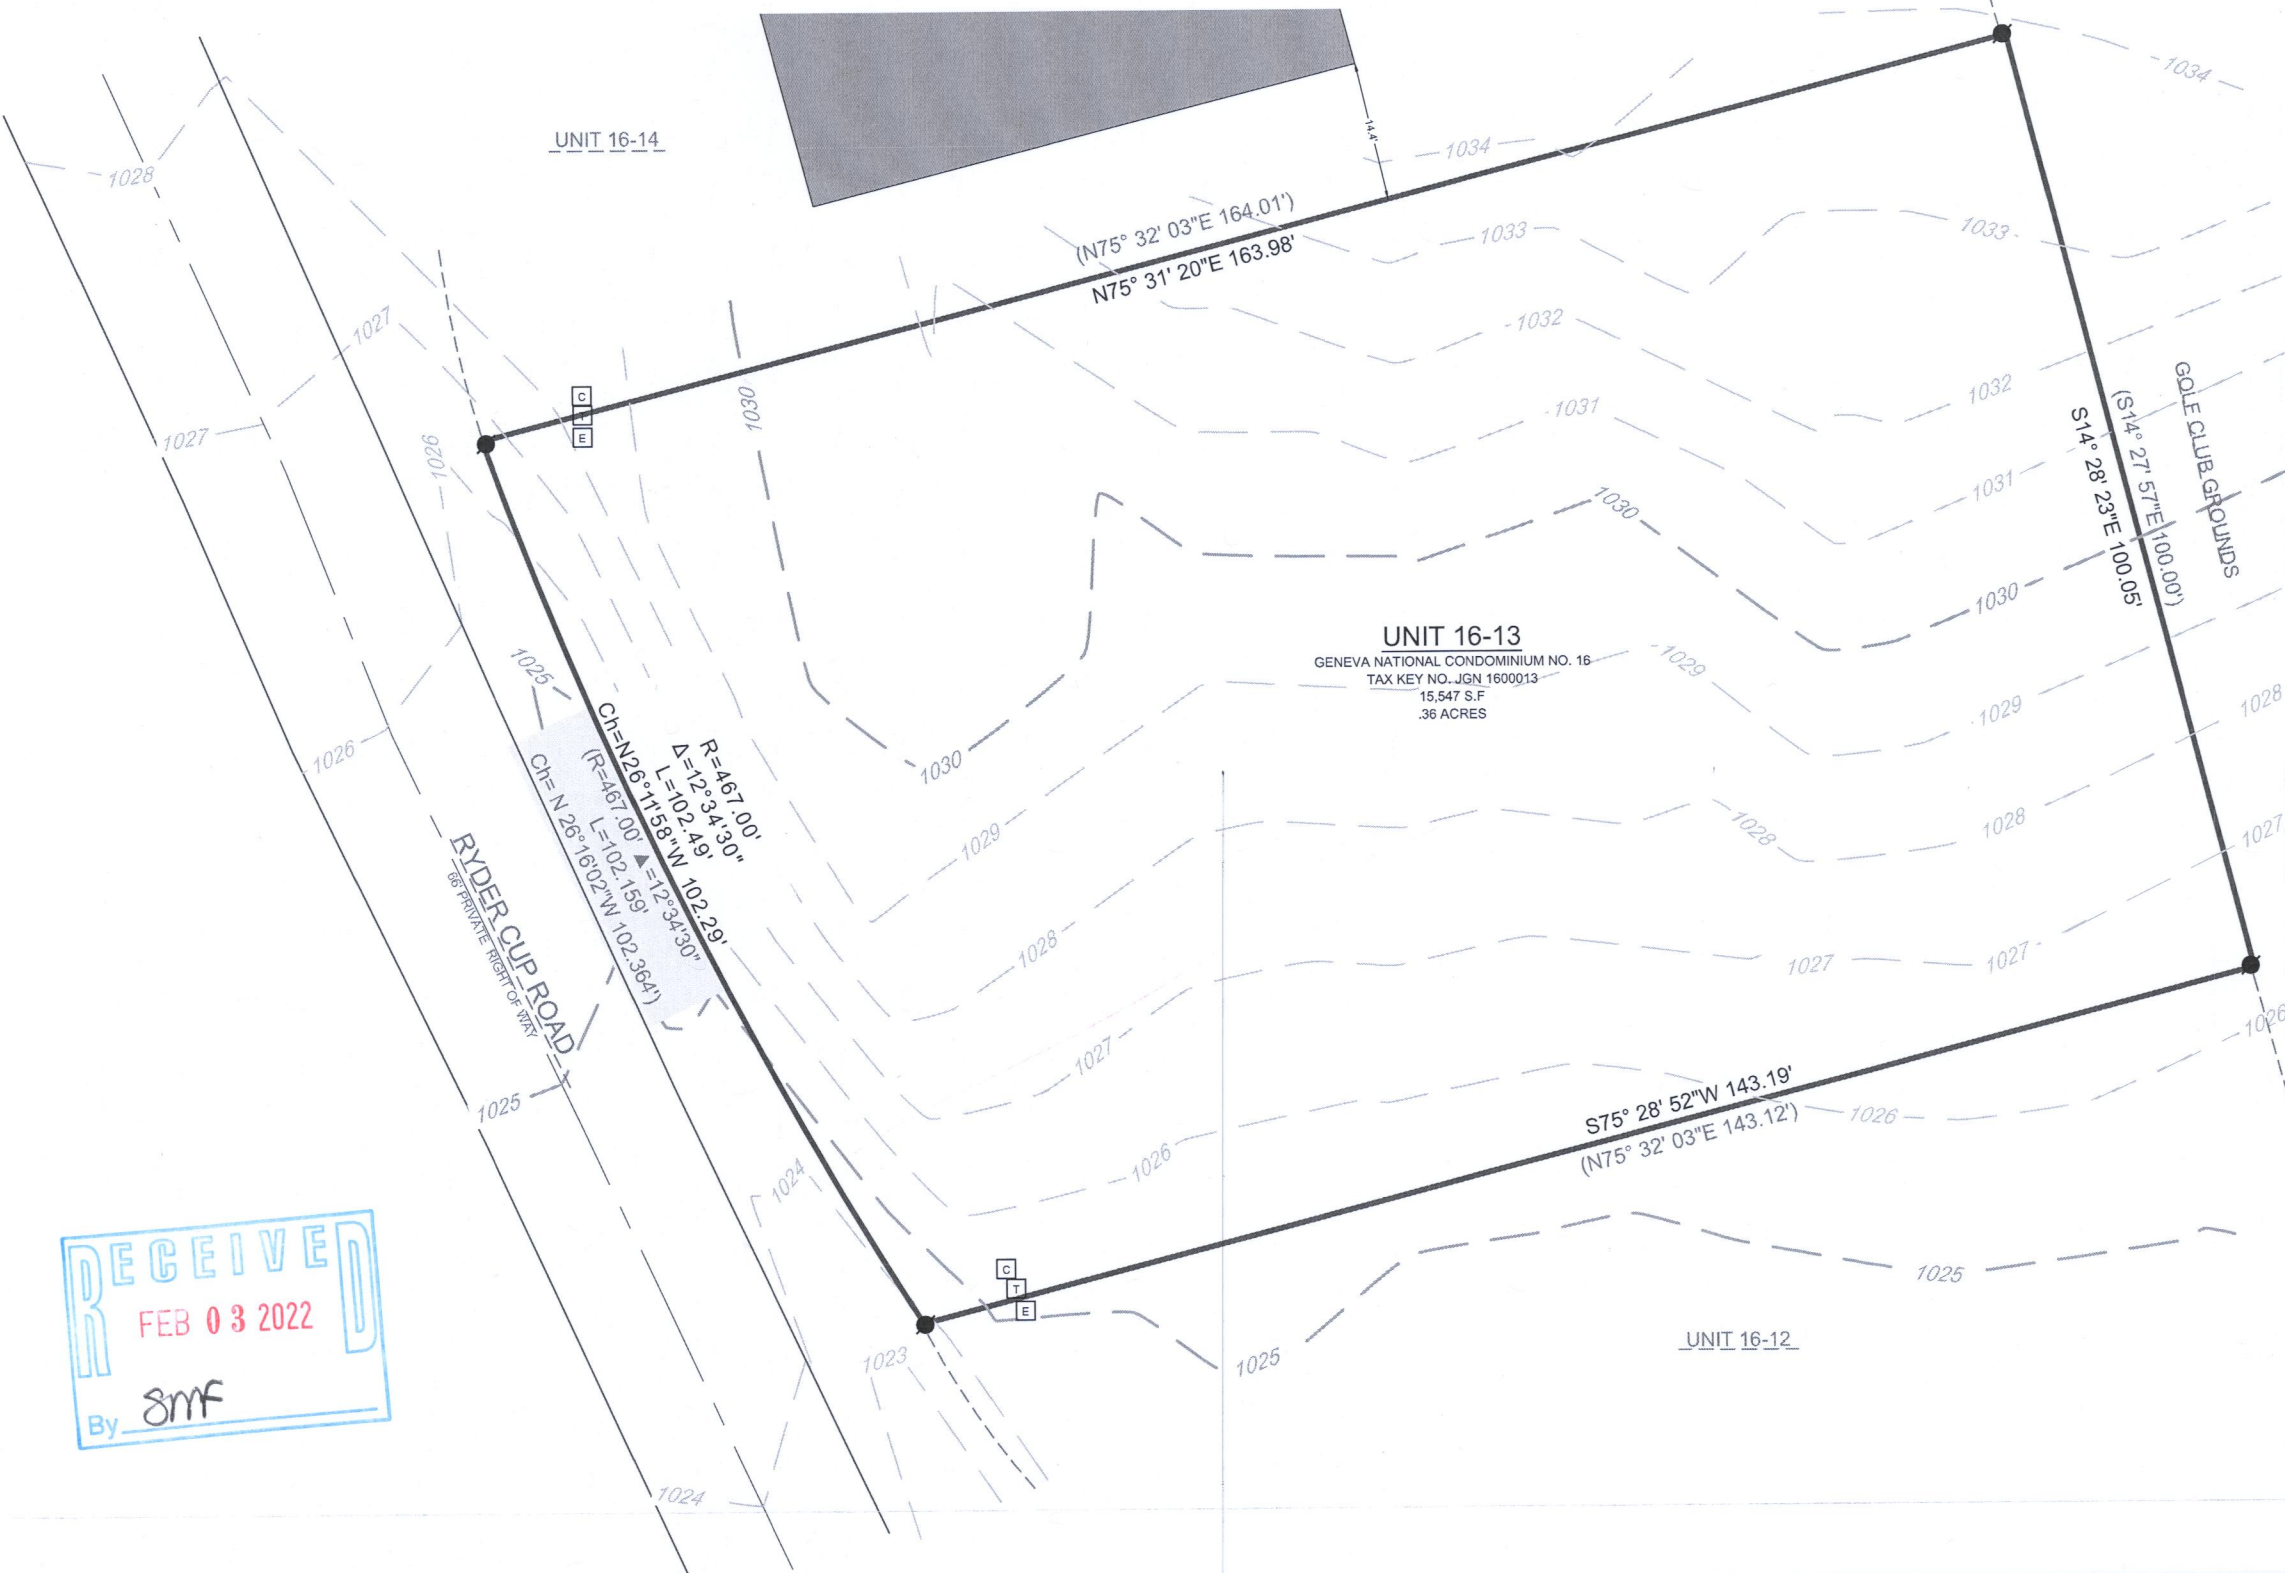 1034
UNIT 16-14
14.4'
1028
1034
(N75° 32' 03"E 164.01')
N75° 31' 20"E 163.98'
1033
1033
1027
1032
1032
C
T
E
1030
1031
1027
1026
1031
1030
GOLF CLUB GROUNDS
(S14° 27' 57"E 100.00')
S14° 28' 23"E 100.05'
1030
UNIT 16-13
GENEVA NATIONAL CONDOMINIUM NO. 16
TAX KEY NO. JGN 1600013
15,547 S.F
.36 ACRES
1029
1025
1029
1028
1026
1030
R=467.00'
Δ=12°34'30"
L=102.49'
Ch=N26°11'58"W 102.29'
(R=467.00' ▲=12°34'30"
L=102.159'
Ch= N 26°16'02"W 102.364')
1029
1028
1028
1027
RYDER CUP ROAD
66' PRIVATE RIGHT OF WAY
1028
1027
1027
1026
1027
1025
S75° 28' 52"W 143.19'
(N75° 32' 03"E 143.12')
1026
1026
1024
RECEIVED
FEB 03 2022
By SMF
C
T
E
1025
1023
1025
UNIT 16-12
1024